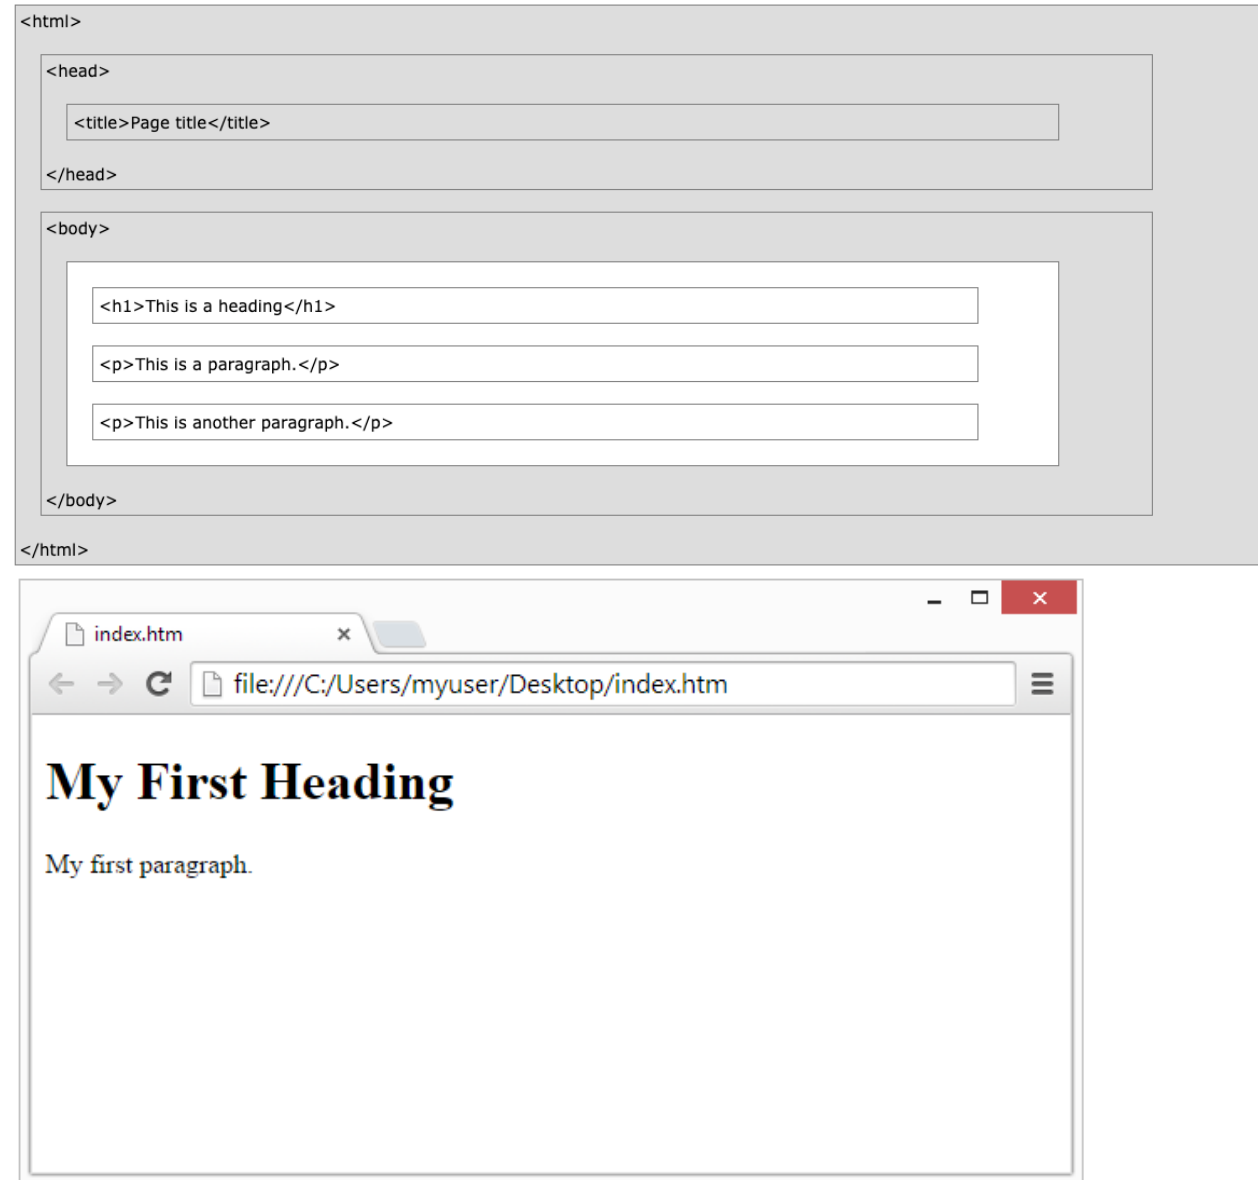 <html>
<head>
<title>Page title</title>
</head>
<body>
<h1>This is a heading</h1>
<p>This is a paragraph.</p>
<p>This is another paragraph.</p>
</body>
</html>
index.htm
file:///C:/Users/myuser/Desktop/index.htm
My First Heading
My first paragraph.